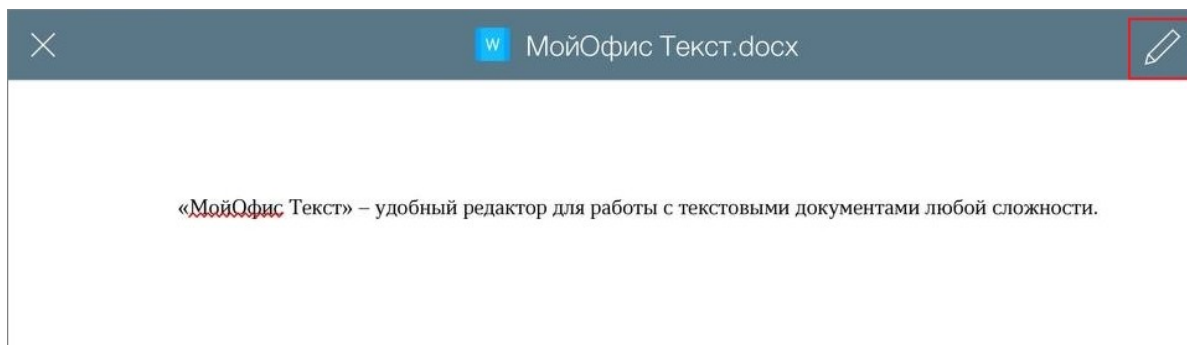 W МойОфис Текст.docx
«МойОфис Текст» – удобный редактор для работы с текстовыми документами любой сложности.